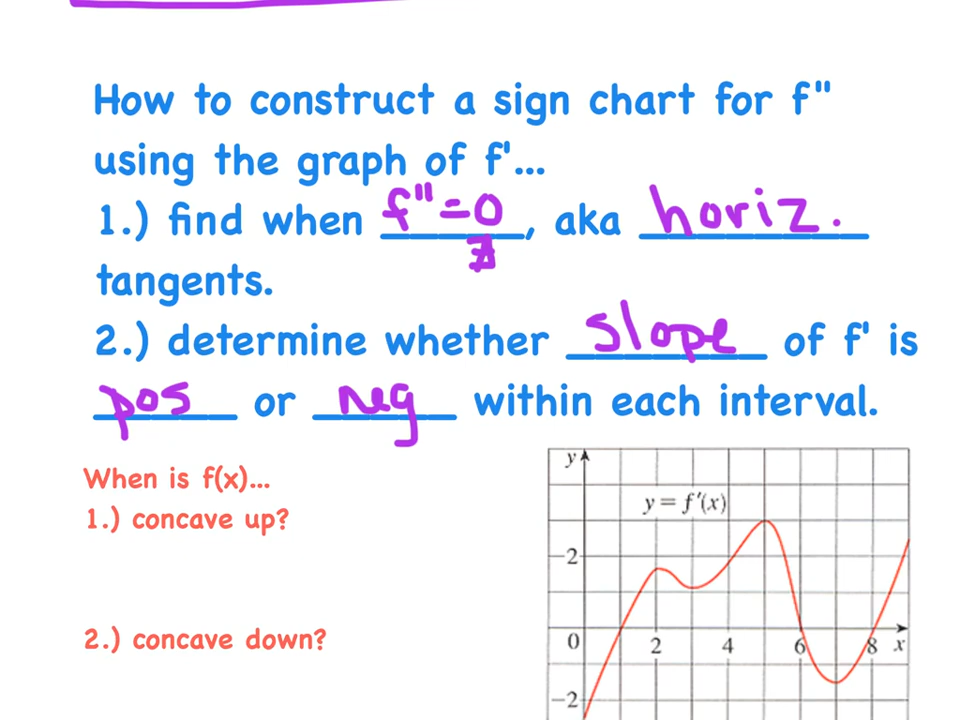 How to construct a sign chart for f"
using the graph of f'...
1.) find when f"=0, aka horiz.
tangents.
2.) determine whether slope of f' is
pos or neg within each interval.
When is f(x)...
1.) concave up?
2.) concave down?
y
y = f'(x)
2
0 2 4 6 8 x
-2